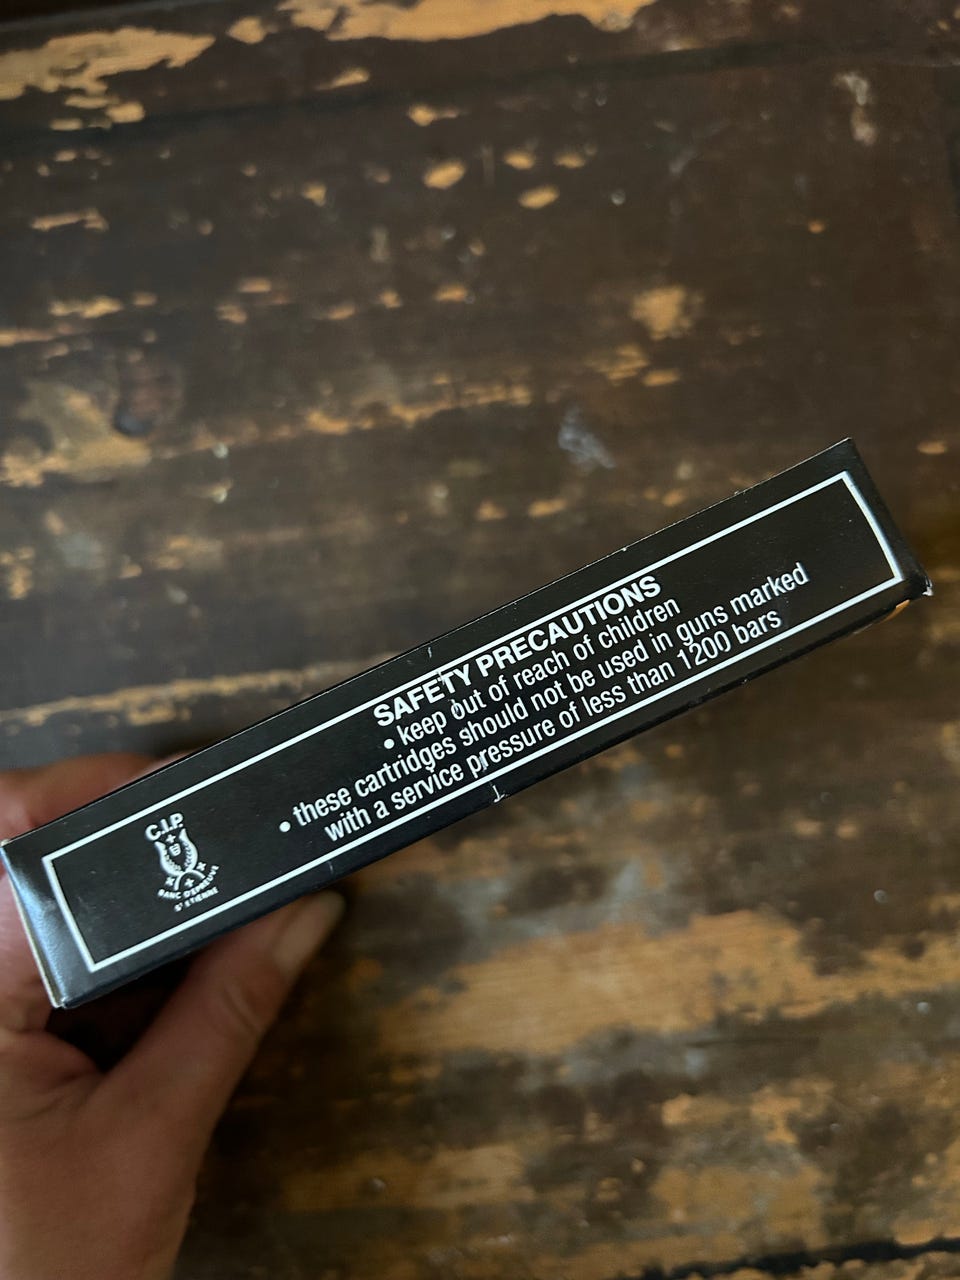 SAFETY PRECAUTIONS
• keep out of reach of children
• these cartridges should not be used in guns marked
with a service pressure of less than 1200 bars
C.I.P.
BANC D'EPREUVE
ST ETIENNE